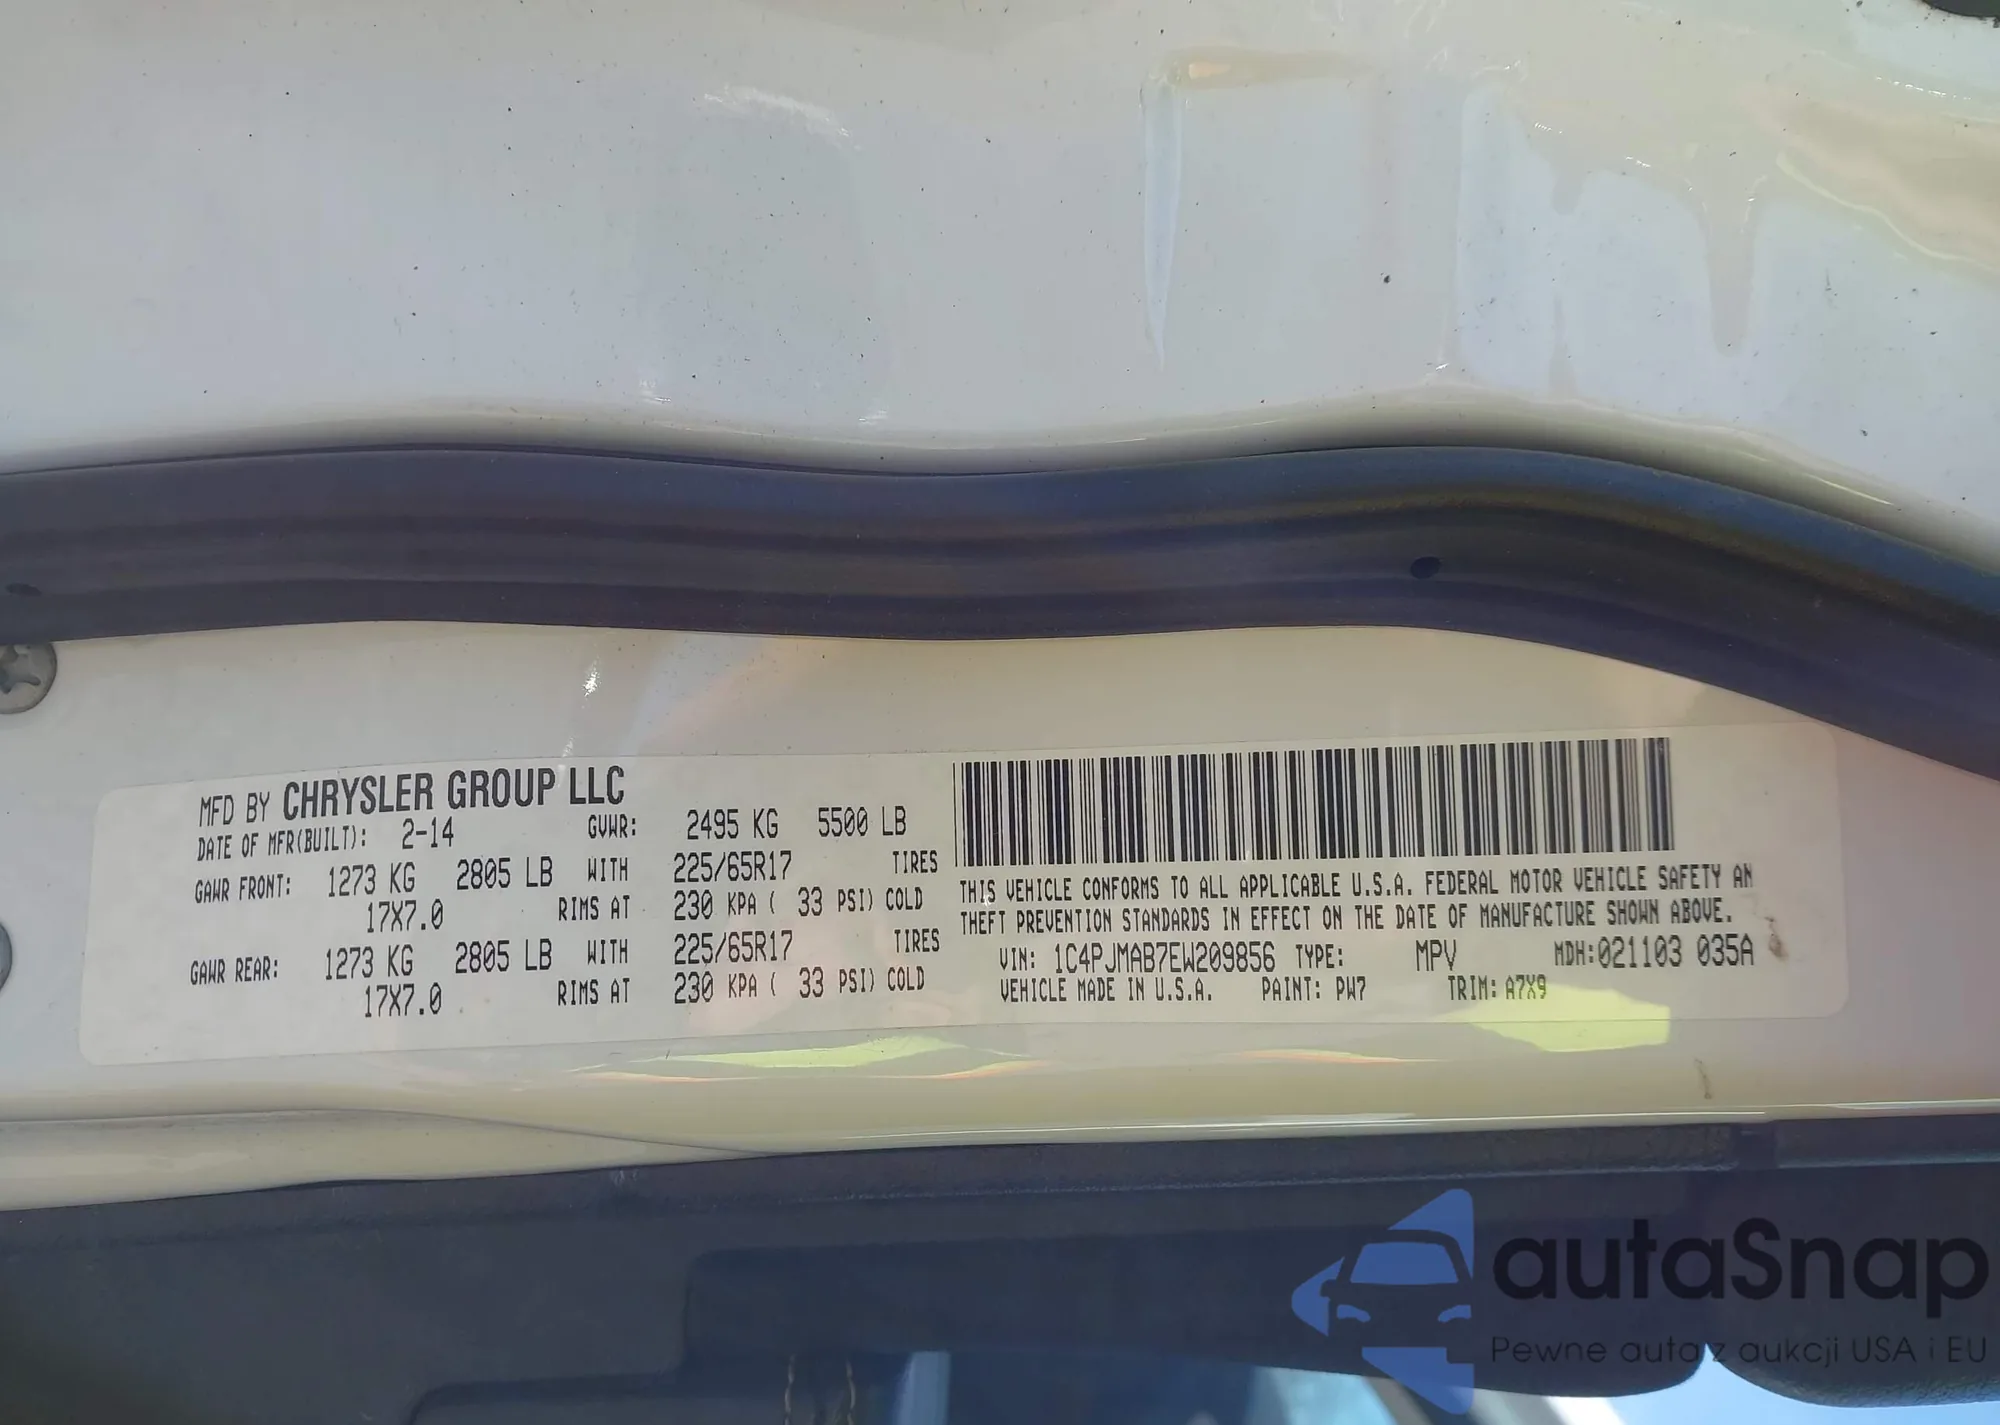 MFD BY CHRYSLER GROUP LLC
DATE OF MFR(BUILT): 2-14 GVWR: 2495 KG 5500 LB
GAWR FRONT: 1273 KG 2805 LB WITH 225/65R17 TIRES
17X7.0 RIMS AT 230 KPA ( 33 PSI) COLD
GAWR REAR: 1273 KG 2805 LB WITH 225/65R17 TIRES
17X7.0 RIMS AT 230 KPA ( 33 PSI) COLD
THIS VEHICLE CONFORMS TO ALL APPLICABLE U.S.A. FEDERAL MOTOR VEHICLE SAFETY AN
THEFT PREVENTION STANDARDS IN EFFECT ON THE DATE OF MANUFACTURE SHOWN ABOVE.
VIN: 1C4PJMAB7EW209856 TYPE: MPV MDH:021103 035A
VEHICLE MADE IN U.S.A. PAINT: PW7 TRIM: A7X9
autaSnap
Pewne auta z aukcji USA i EU